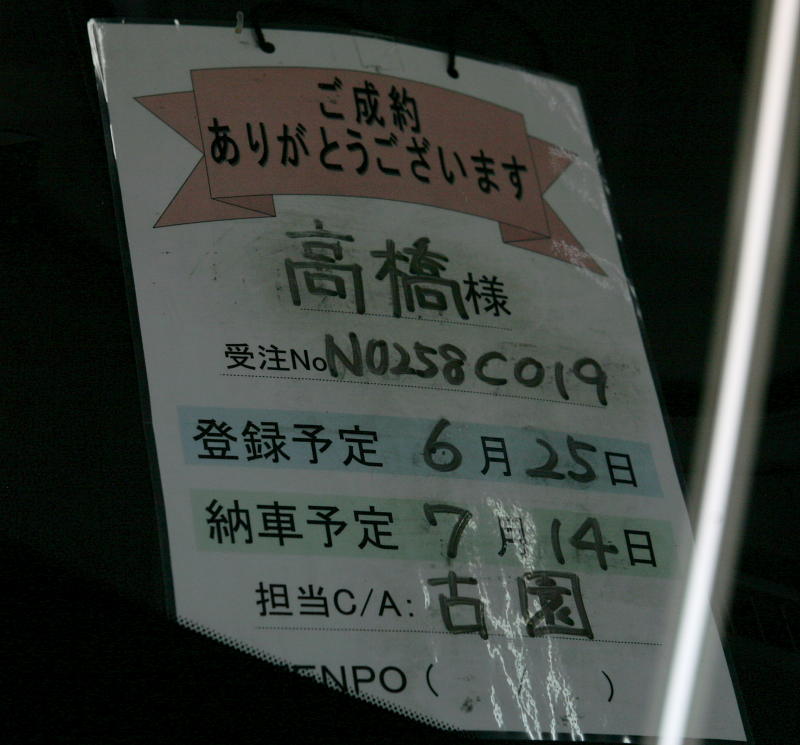 ご成約
ありがとうございます
高橋様
受注No.N0258C019
登録予定 6月25日
納車予定 7月14日
担当C/A: 古園
ENPO ( / )